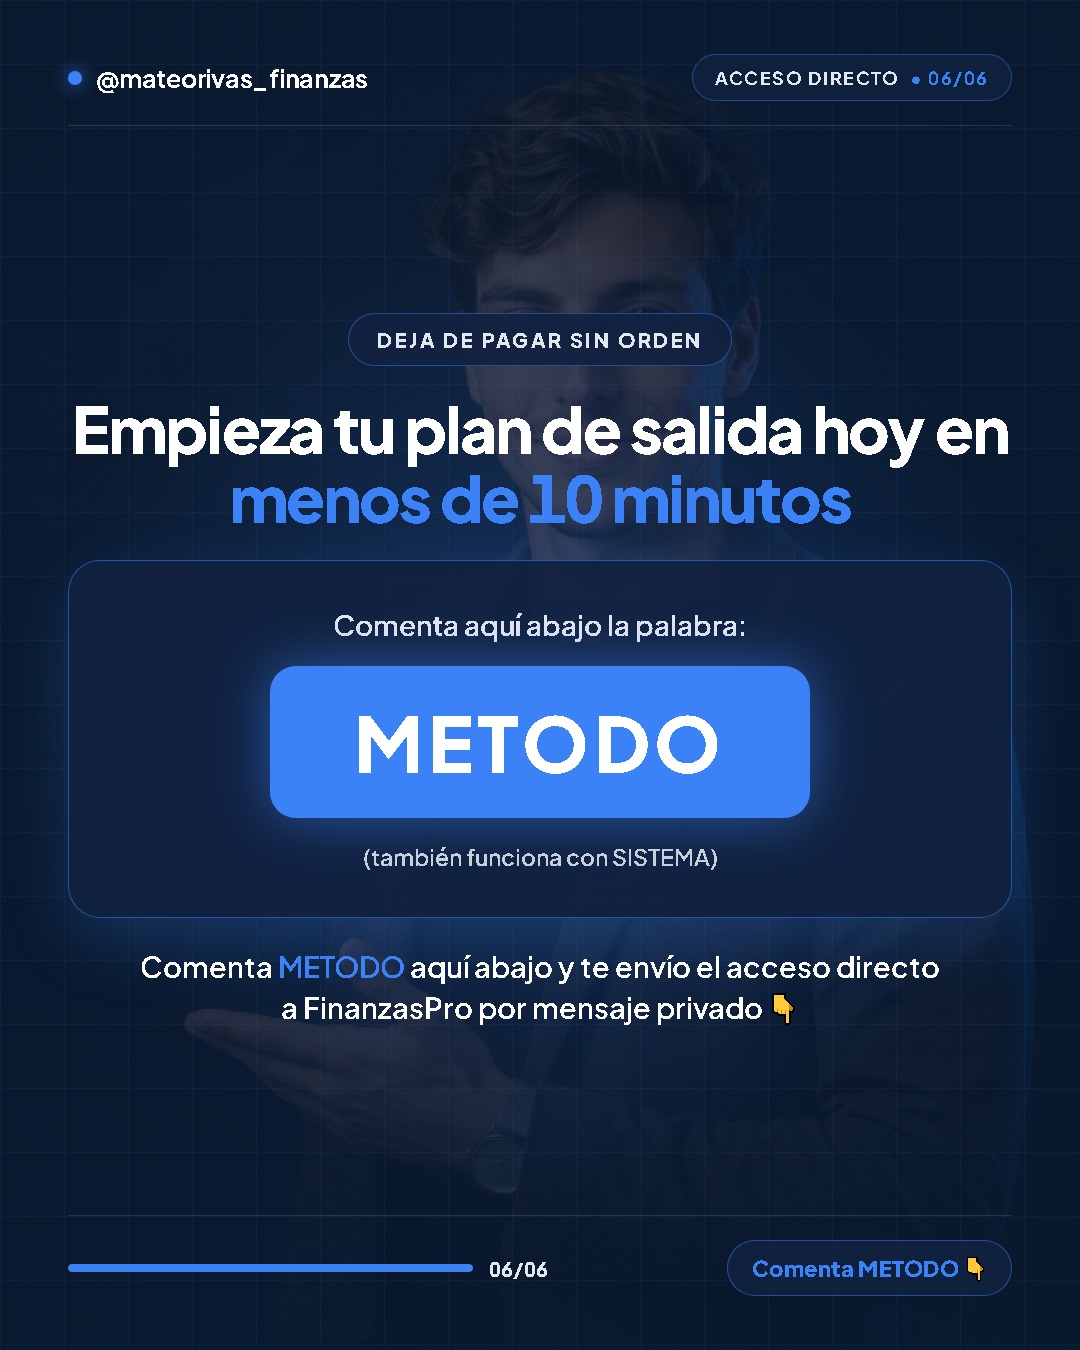 @mateorivas_finanzas
ACCESO DIRECTO • 06/06
DEJA DE PAGAR SIN ORDEN
Empieza tu plan de salida hoy en
menos de 10 minutos
Comenta aquí abajo la palabra:
METODO
(también funciona con SISTEMA)
Comenta METODO aquí abajo y te envío el acceso directo
a FinanzasPro por mensaje privado 👇
06/06
Comenta METODO 👇